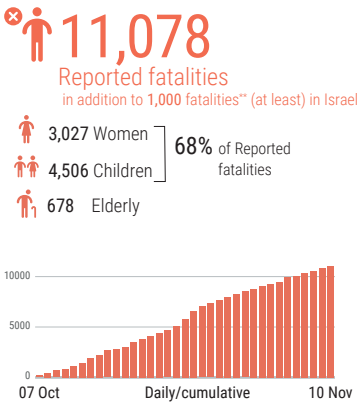 11,078
Reported fatalities
in addition to 1,000 fatalities** (at least) in Israel
3,027 Women
4,506 Children
68% of Reported
fatalities
678 Elderly
10000
5000
0
07 Oct Daily/cumulative 10 Nov